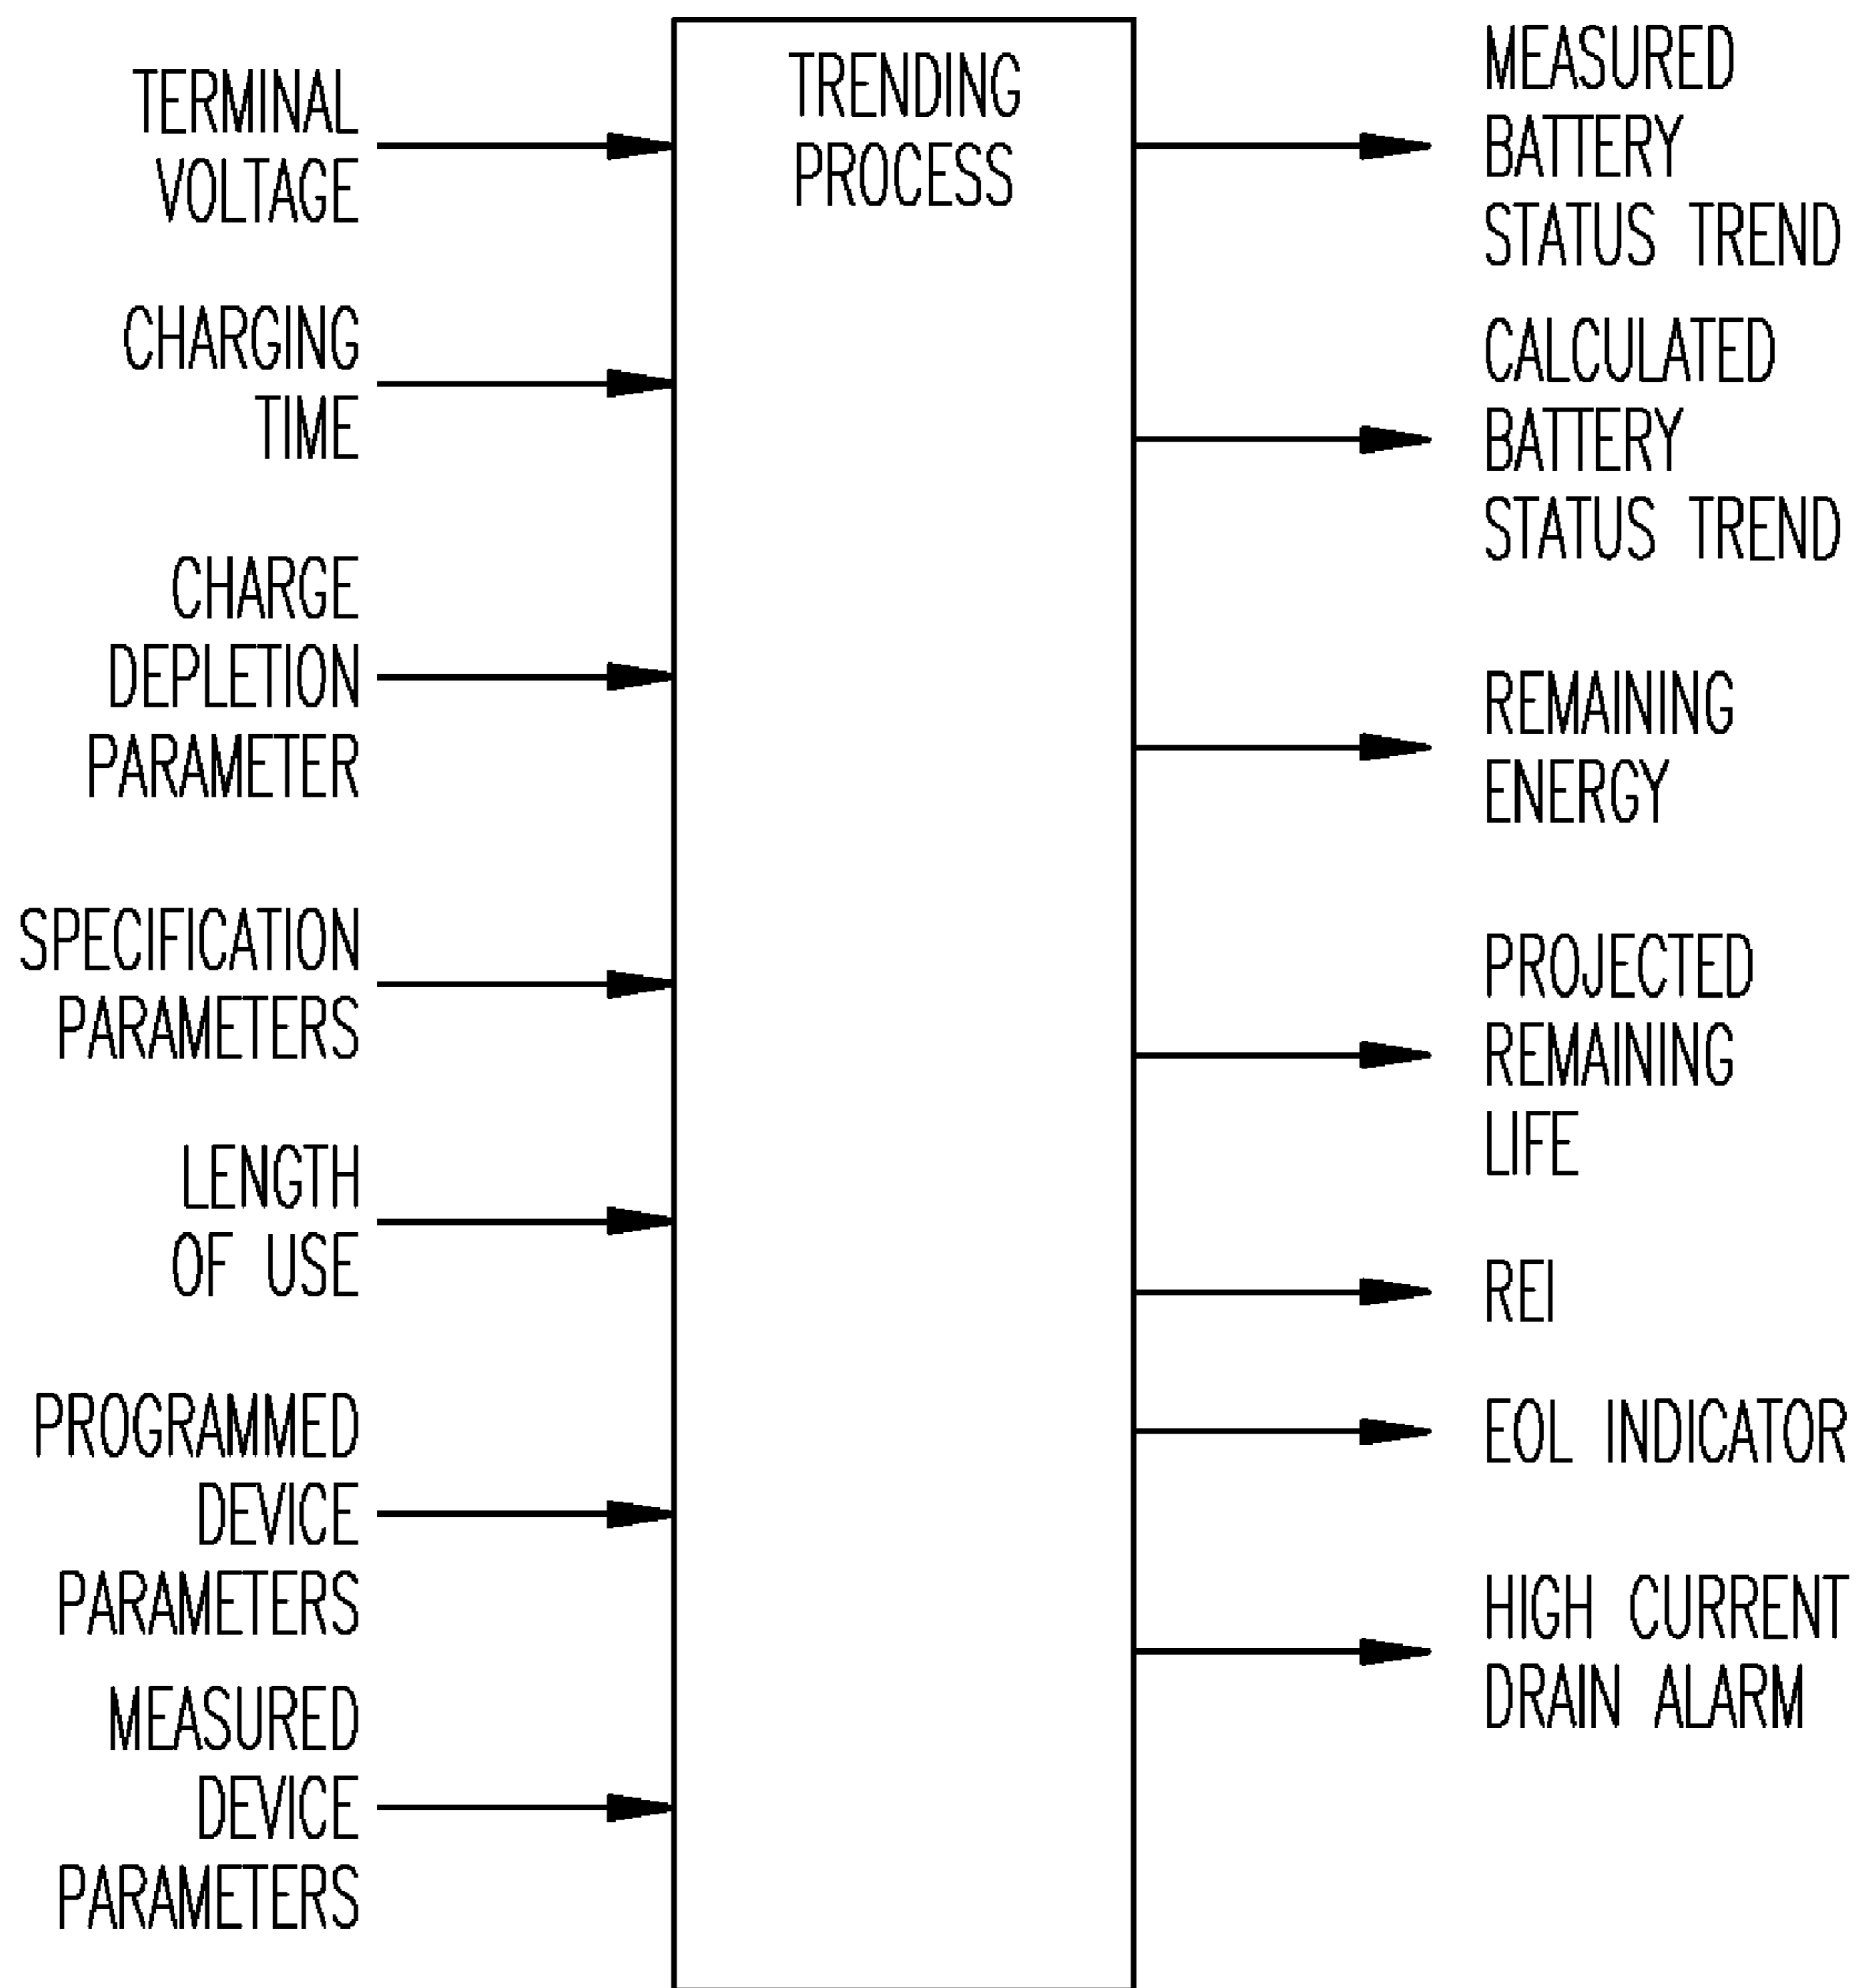 TERMINAL
VOLTAGE
CHARGING
TIME
CHARGE
DEPLETION
PARAMETER
SPECIFICATION
PARAMETERS
LENGTH
OF USE
PROGRAMMED
DEVICE
PARAMETERS
MEASURED
DEVICE
PARAMETERS
TRENDING
PROCESS
MEASURED
BATTERY
STATUS TREND
CALCULATED
BATTERY
STATUS TREND
REMAINING
ENERGY
PROJECTED
REMAINING
LIFE
REI
EOL INDICATOR
HIGH CURRENT
DRAIN ALARM